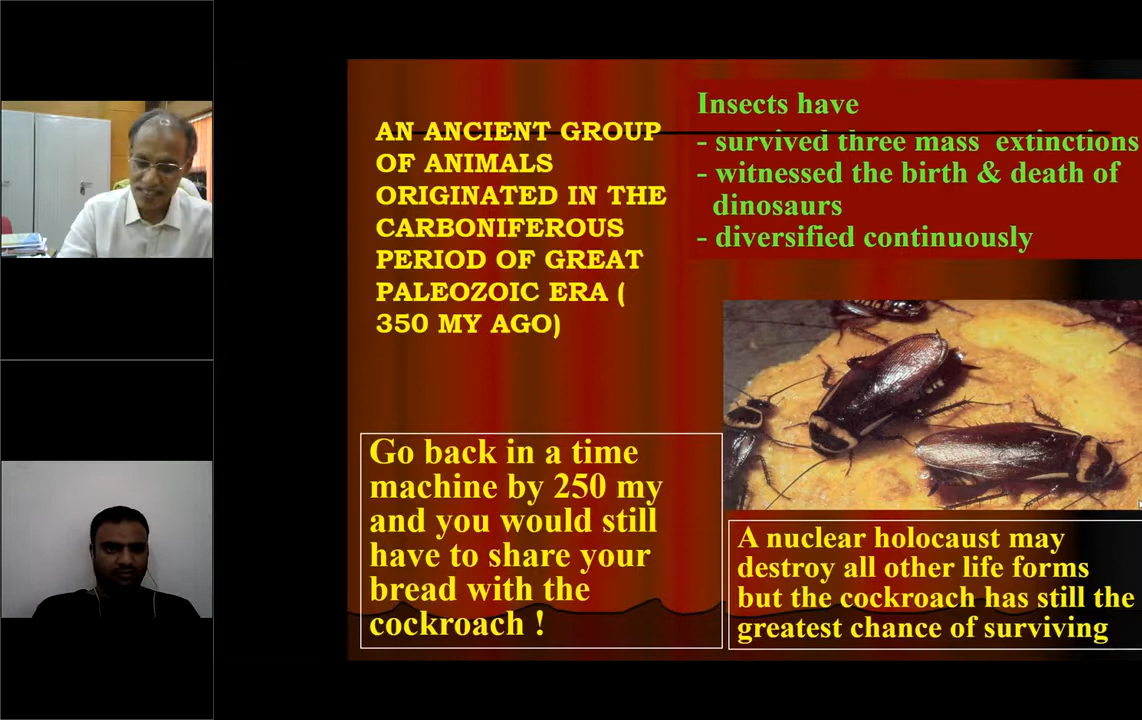 AN ANCIENT GROUP
OF ANIMALS
ORIGINATED IN THE
CARBONIFEROUS
PERIOD OF GREAT
PALEOZOIC ERA (
350 MY AGO)
Insects have
- survived three mass extinctions
- witnessed the birth & death of
dinosaurs
- diversified continuously
Go back in a time
machine by 250 my
and you would still
have to share your
bread with the
cockroach !
A nuclear holocaust may
destroy all other life forms
but the cockroach has still the
greatest chance of surviving